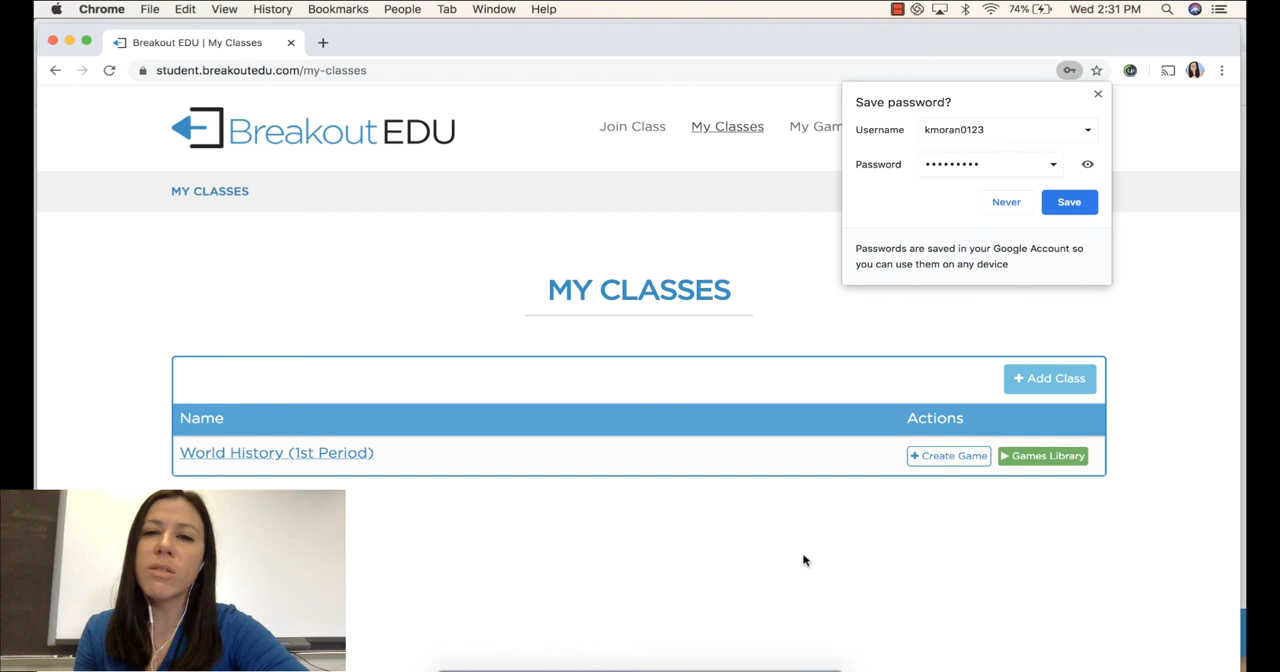 Chrome File Edit View History Bookmarks People Tab Window Help 74% Wed 2:31 PM
Breakout EDU | My Classes
student.breakoutedu.com/my-classes
Breakout EDU
Join Class My Classes My Gam
Save password?
Username kmoran0123
Password •••••••••
Never Save
Passwords are saved in your Google Account so
you can use them on any device
MY CLASSES
MY CLASSES
+ Add Class
Name Actions
World History (1st Period) + Create Game Games Library